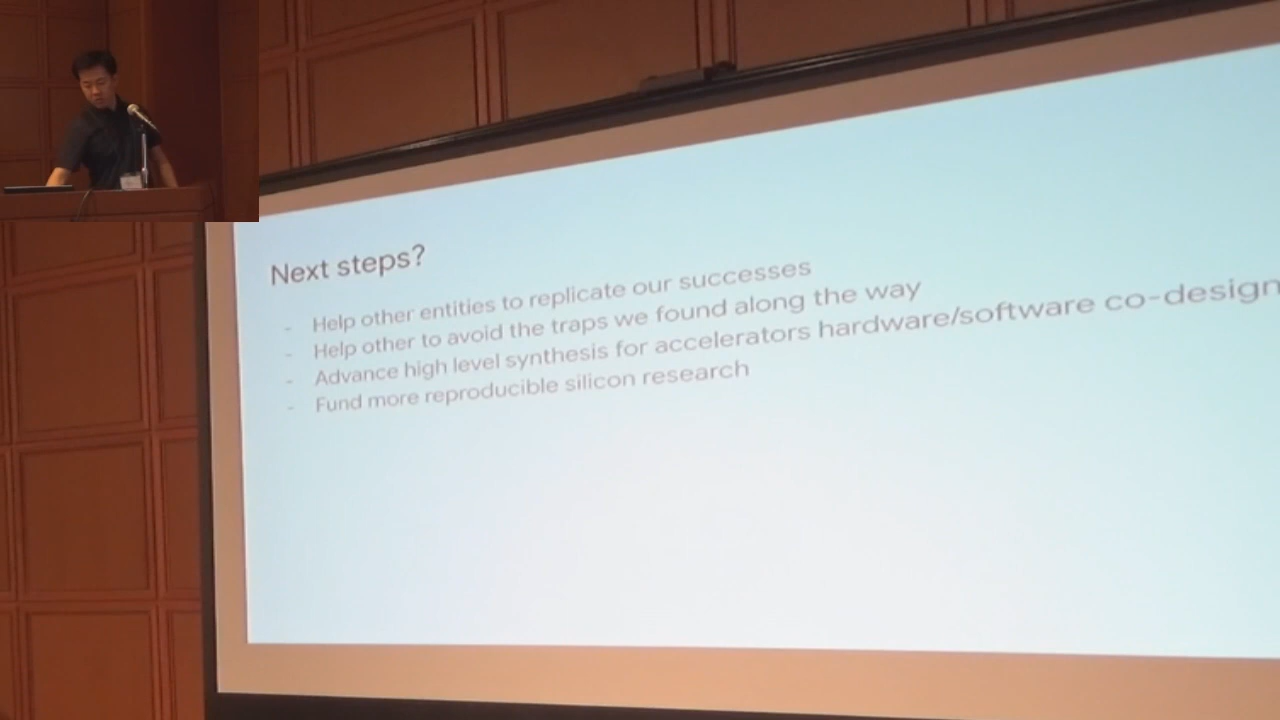 Next steps?
- Help other entities to replicate our successes
- Help other to avoid the traps we found along the way
- Advance high level synthesis for accelerators hardware/software co-design
- Fund more reproducible silicon research